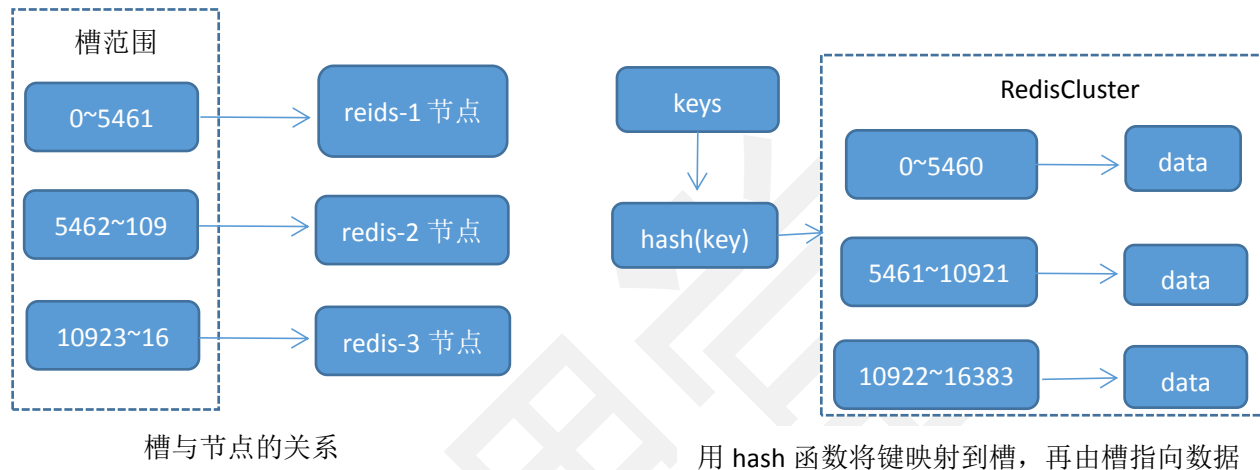 槽范围
0~5461
reids-1 节点
5462~109
redis-2 节点
10923~16
redis-3 节点
槽与节点的关系
keys
hash(key)
RedisCluster
0~5460
data
5461~10921
data
10922~16383
data
用 hash 函数将键映射到槽，再由槽指向数据